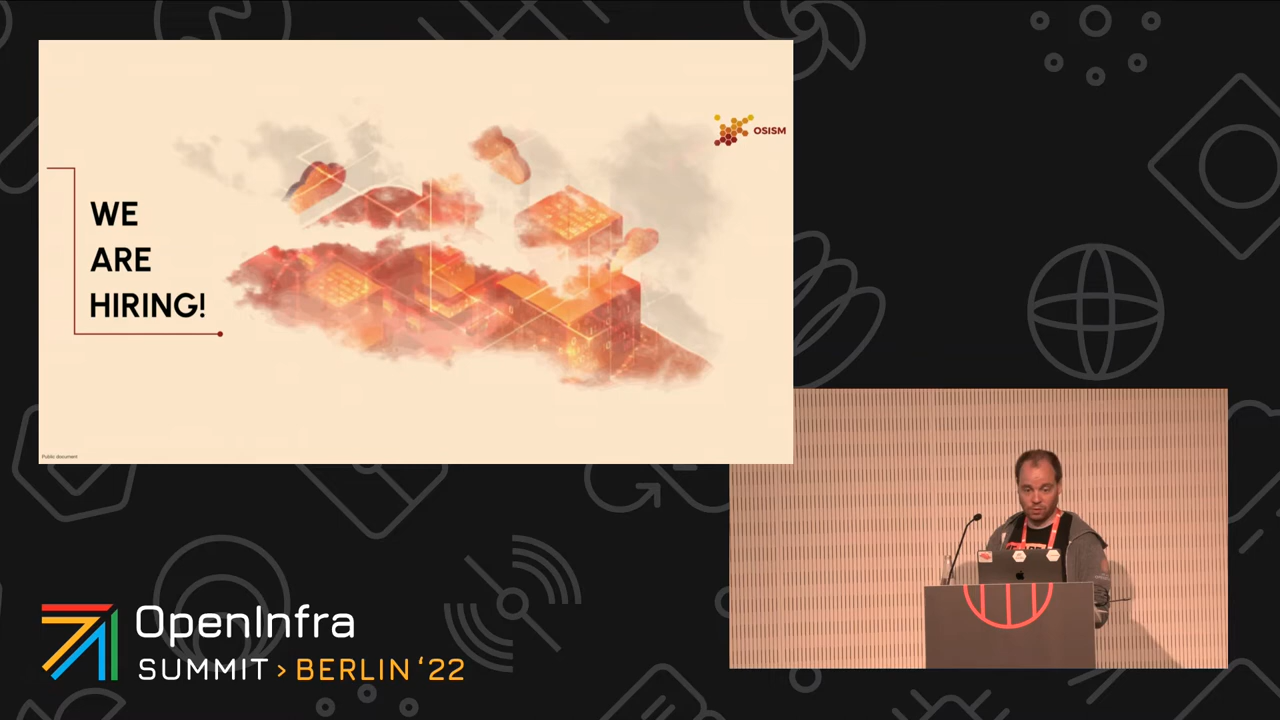 OSISM
WE
ARE
HIRING!
Public document
OpenInfra
SUMMIT > BERLIN ‘22